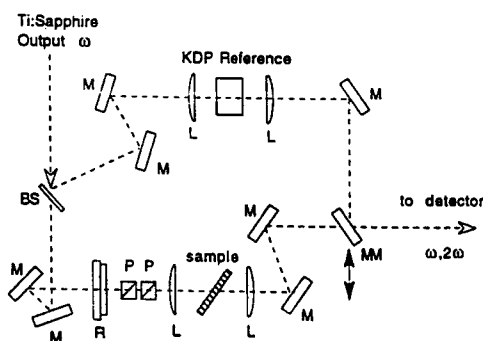 Ti:Sapphire
Output ω
KDP Reference
M
M
L
L
M
BS
M
to detector
M
sample
MM
ω,2ω
M
P P
M
R
L
L
M